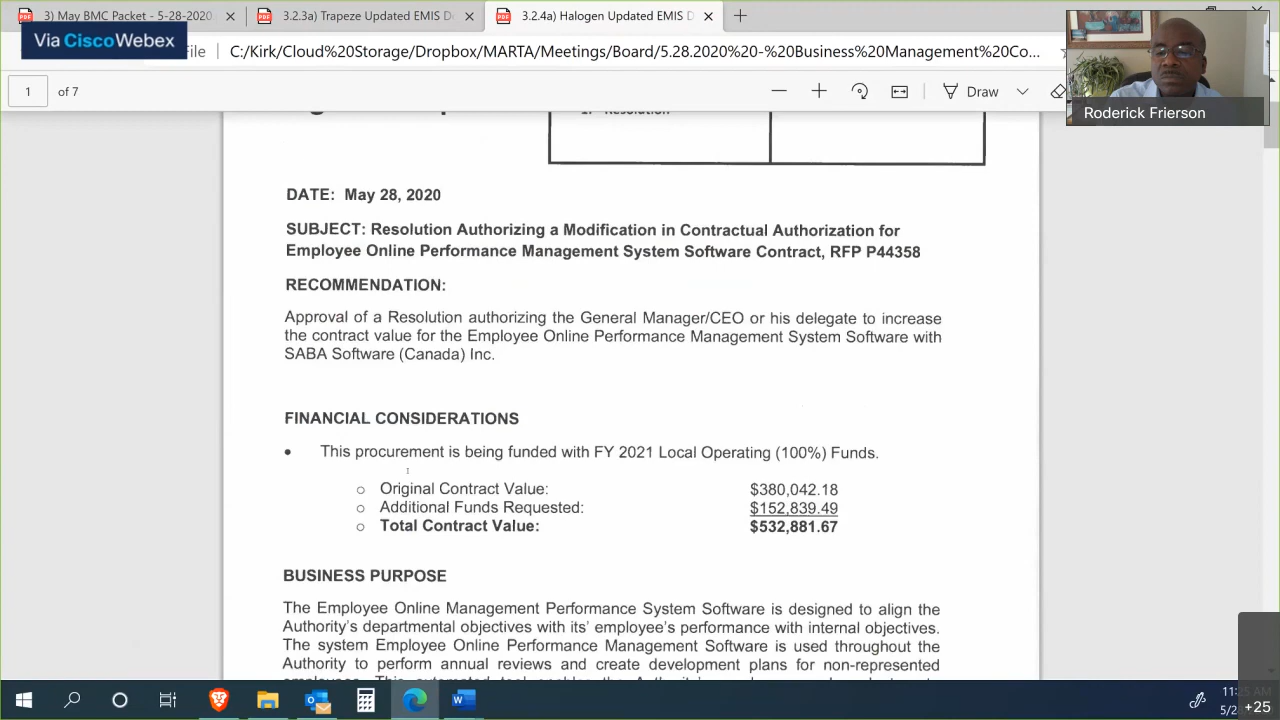 3) May BMC Packet - 5-28-2020
3.2.3a) Trapeze Updated EMIS D
3.2.4a) Halogen Updated EMIS D
Via CiscoWebex
File
C:/Kirk/Cloud%20Storage/Dropbox/MARTA/Meetings/Board/5.28.2020%20-%20Business%20Management%20Co...
1 of 7
Draw
Roderick Frierson
1. Resolution
DATE: May 28, 2020
SUBJECT: Resolution Authorizing a Modification in Contractual Authorization for
Employee Online Performance Management System Software Contract, RFP P44358
RECOMMENDATION:
Approval of a Resolution authorizing the General Manager/CEO or his delegate to increase
the contract value for the Employee Online Performance Management System Software with
SABA Software (Canada) Inc.
FINANCIAL CONSIDERATIONS
• This procurement is being funded with FY 2021 Local Operating (100%) Funds.
o Original Contract Value: $380,042.18
o Additional Funds Requested: $152,839.49
o Total Contract Value: $532,881.67
BUSINESS PURPOSE
The Employee Online Management Performance System Software is designed to align the
Authority's departmental objectives with its' employee's performance with internal objectives.
The system Employee Online Performance Management Software is used throughout the
Authority to perform annual reviews and create development plans for non-represented
11:25 AM
5/2
+25